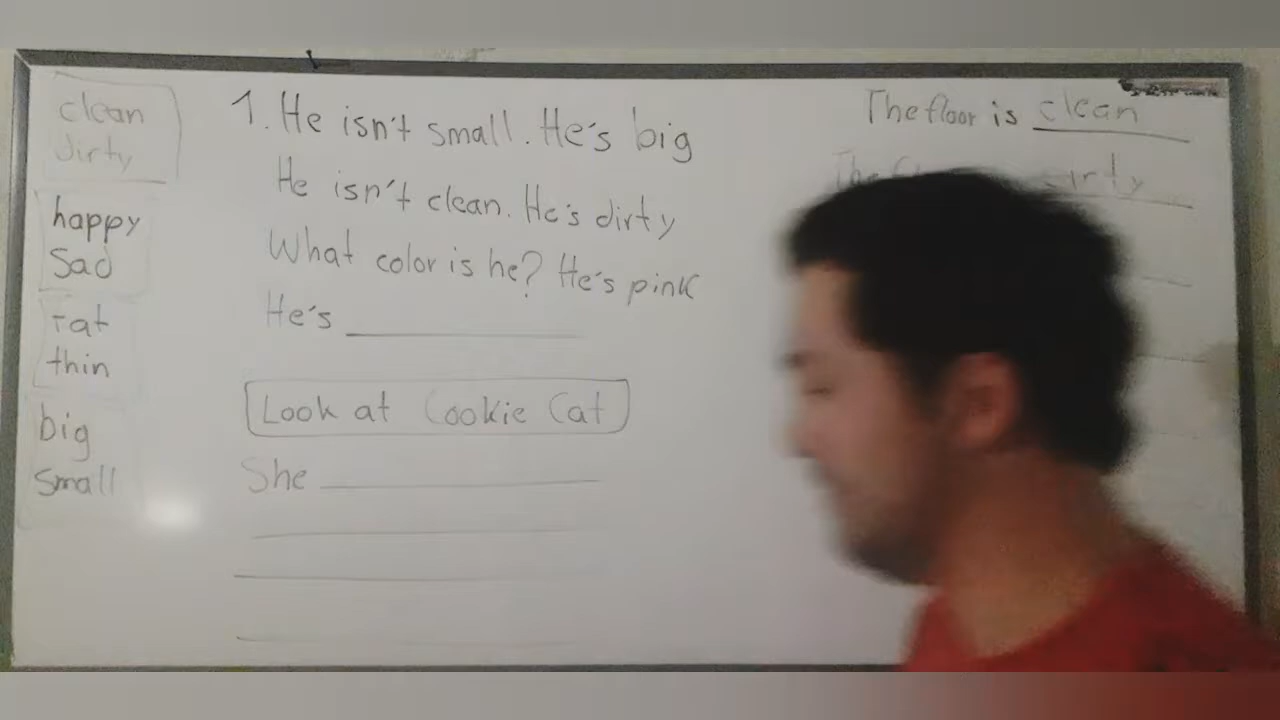 clean
dirty
happy
Sad
Fat
thin
big
small
1. He isn't small. He's big
He isn't clean. He's dirty
What color is he? He's pink
He's
Look at Cookie Cat
She
The floor is clean
The